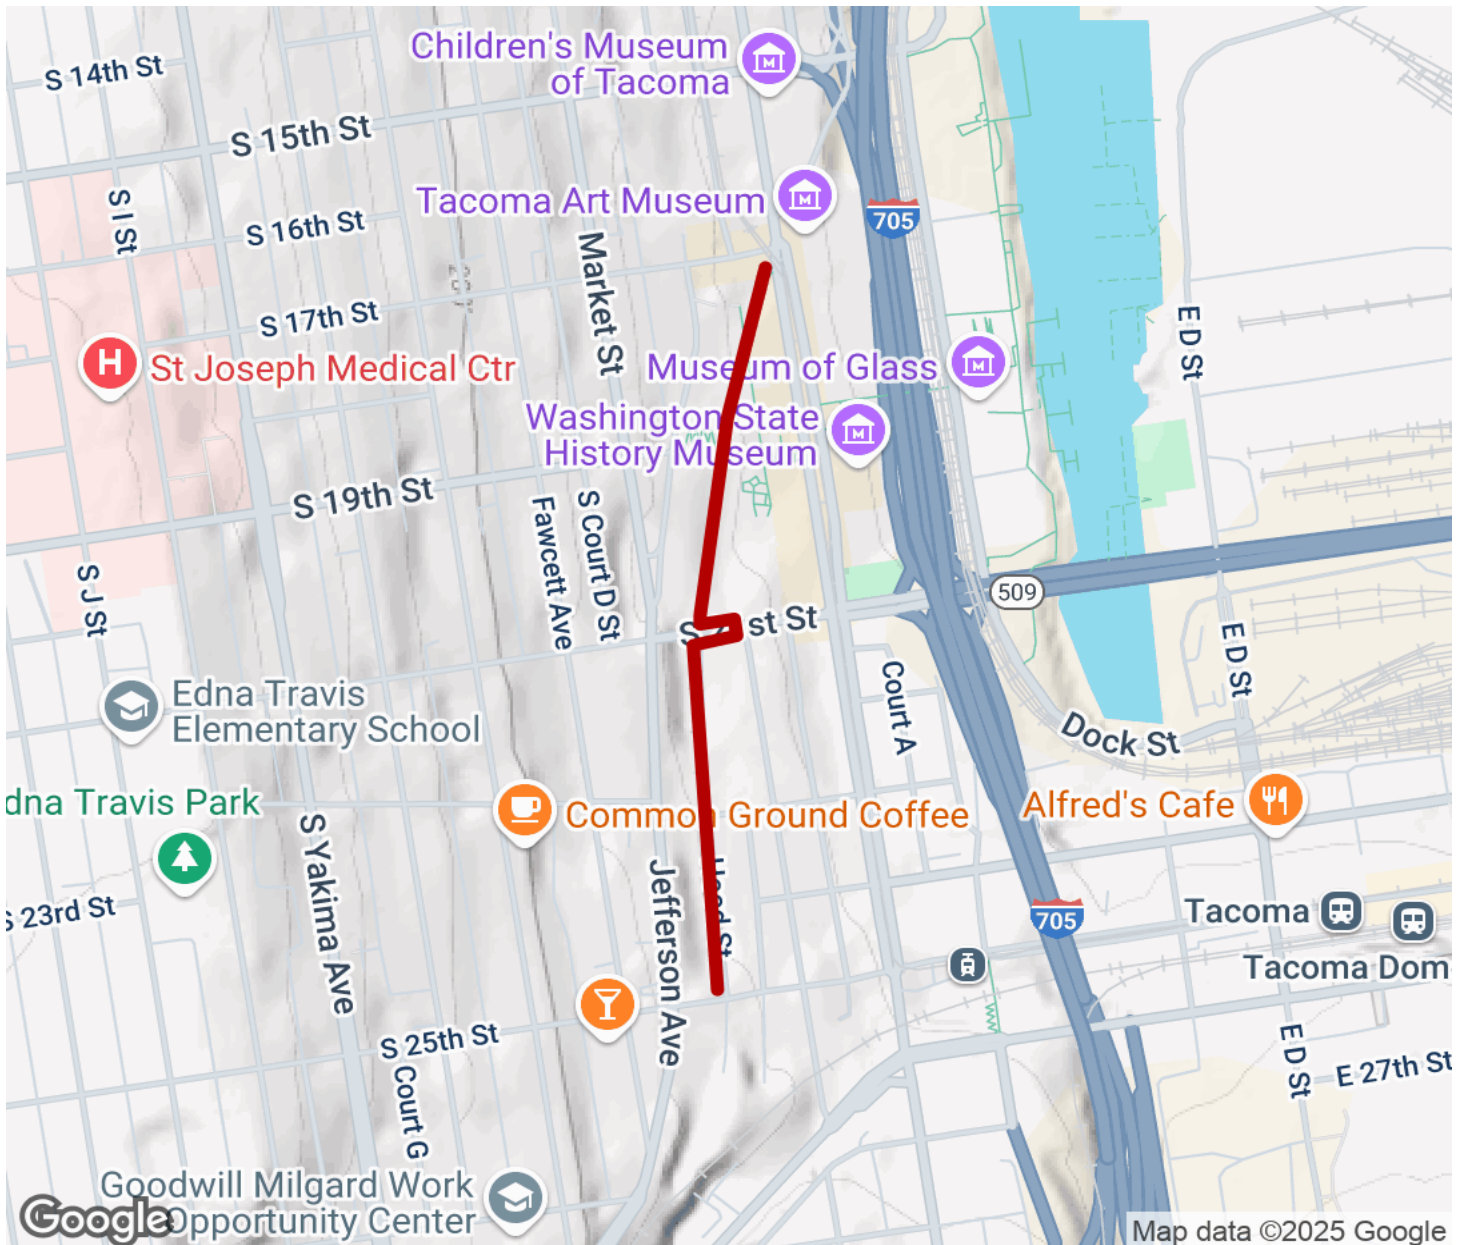 Children's Museum
of Tacoma
S 14th St
S 15th St
Tacoma Art Museum
S I St
S 16th St
705
Market St
S 17th St
E D St
St Joseph Medical Ctr
Museum of Glass
Washington State
History Museum
S 19th St
Fawcett Ave
S Court D St
S J St
509
st St
E D St
Edna Travis
Elementary School
Court A
Dock St
dna Travis Park
Common Ground Coffee
Alfred's Cafe
S Yakima Ave
Jefferson Ave
Hood St
S 23rd St
705
Tacoma
Tacoma Dom
S 25th St
S Court G
E D St
E 27th St
Goodwill Milgard Work
Opportunity Center
Google
Map data ©2025 Google